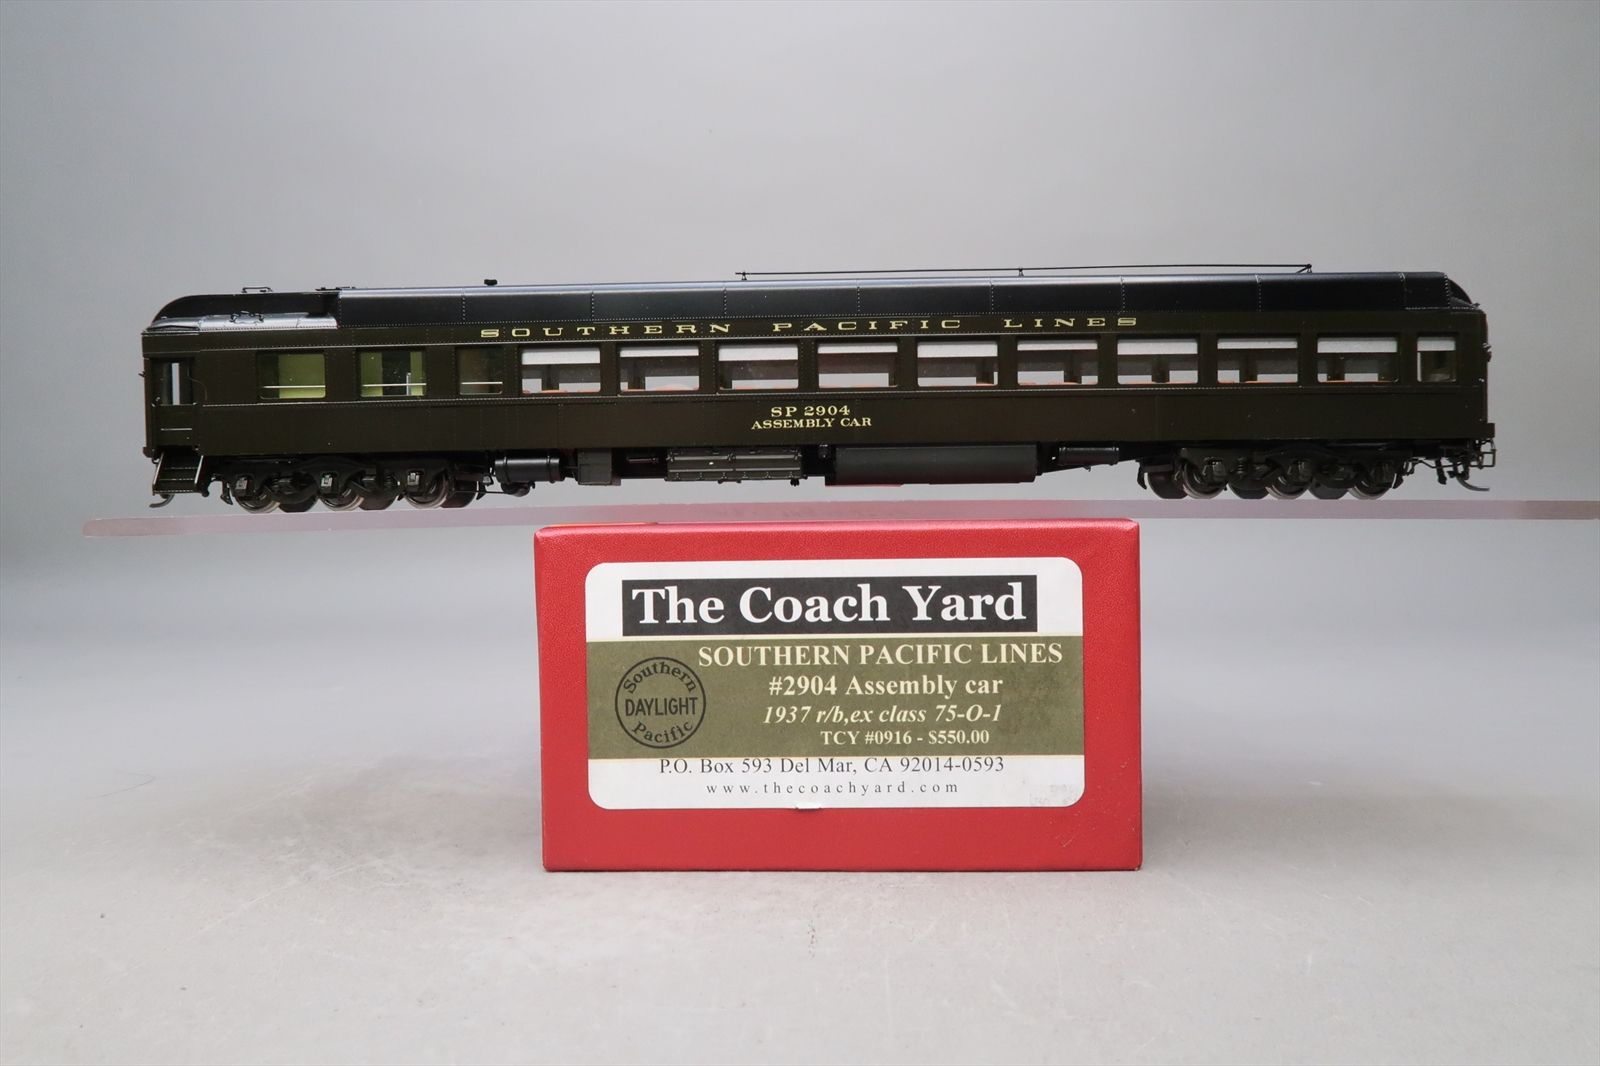 SOUTHERN PACIFIC LINES
SP 2904
ASSEMBLY CAR
The Coach Yard
SOUTHERN PACIFIC LINES
#2904 Assembly car
1937 r/b,ex class 75-O-1
TCY #0916 - $550.00
Southern
DAYLIGHT
Pacific
P.O. Box 593 Del Mar, CA 92014-0593
www.thecoachyard.com